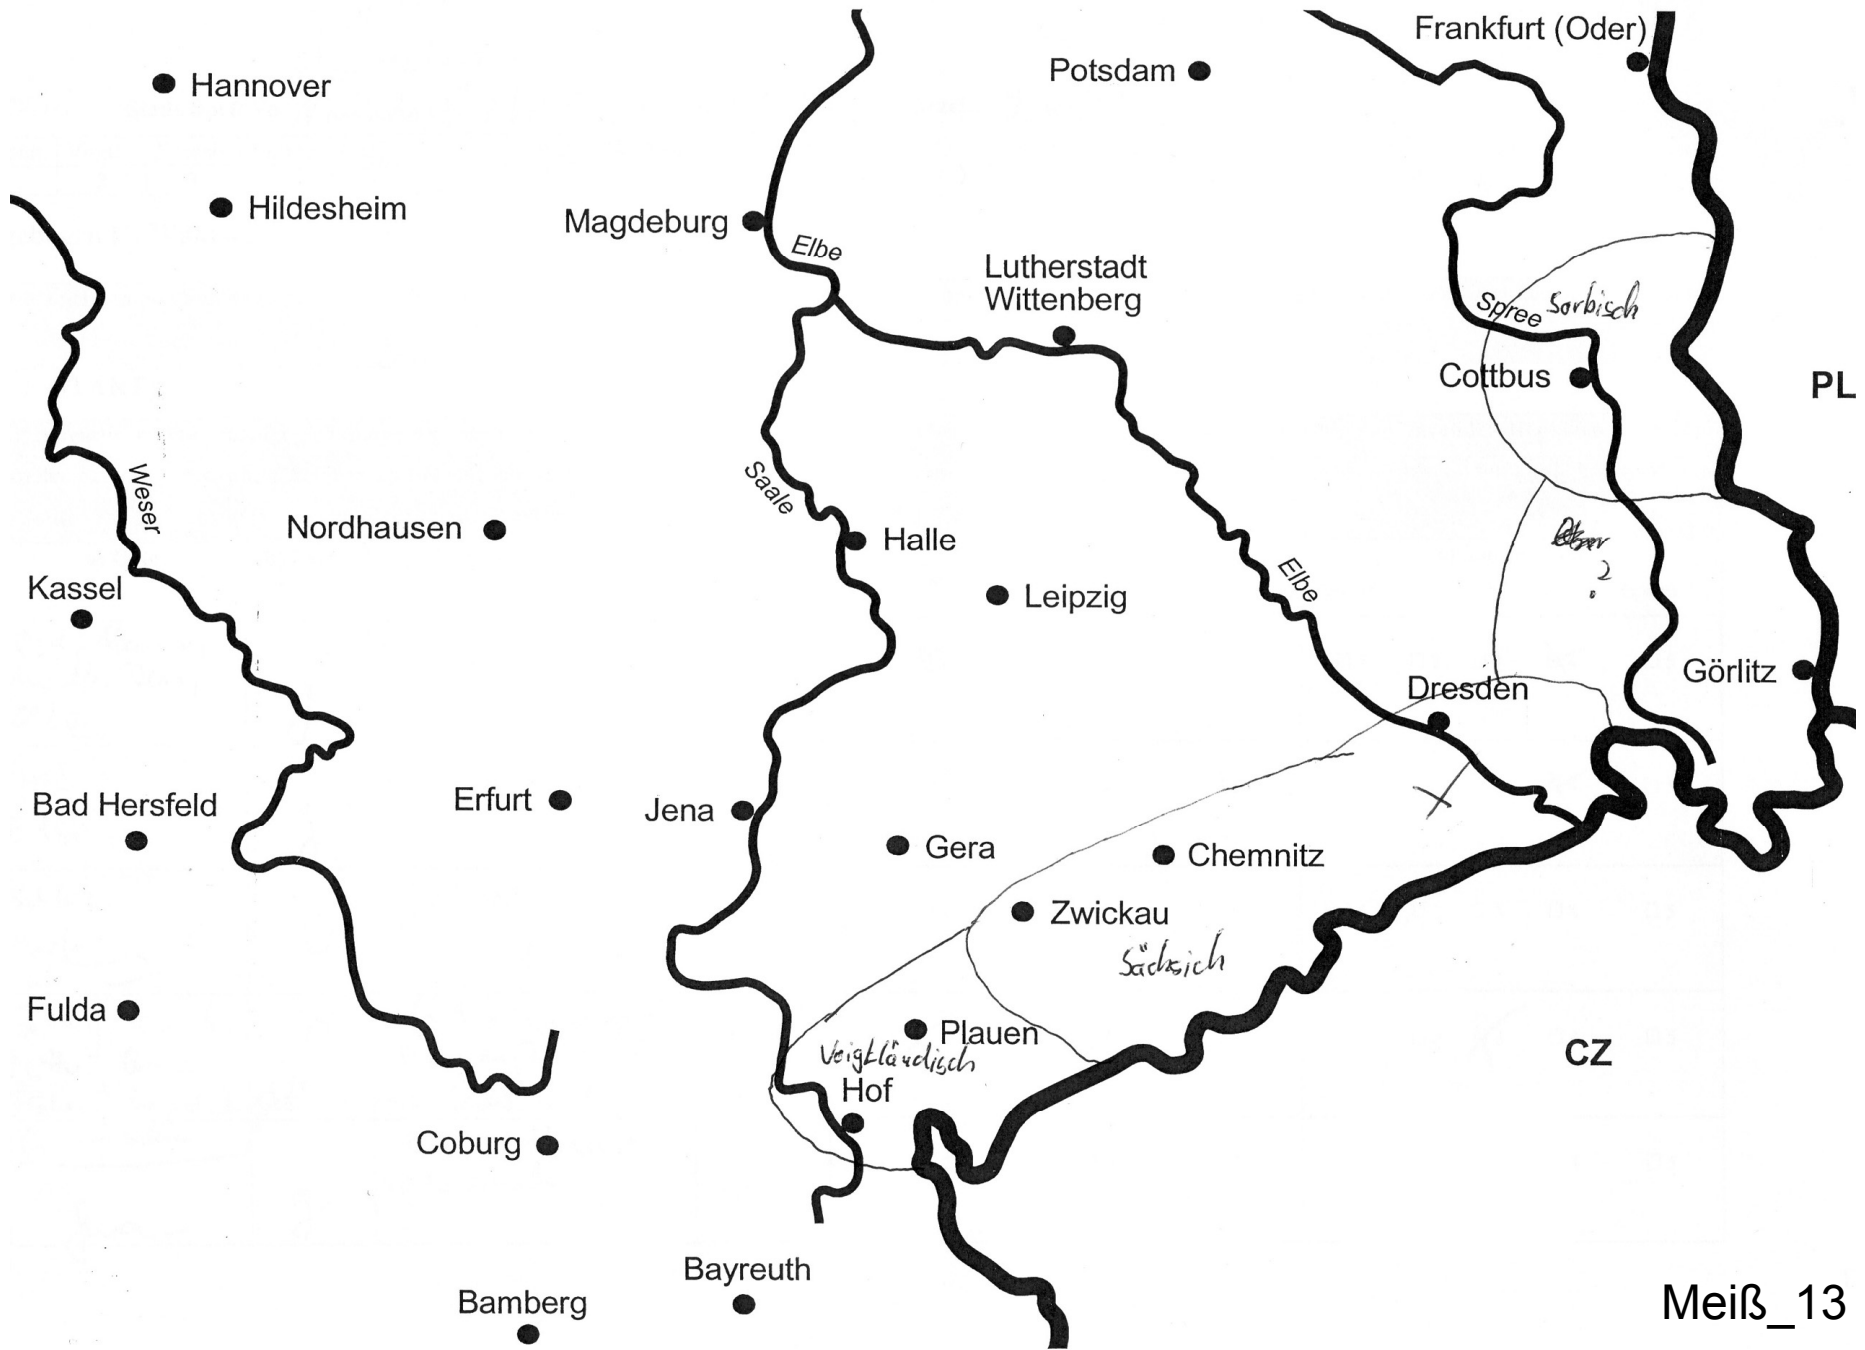 Frankfurt (Oder)
Potsdam
Hannover
Hildesheim
Magdeburg
Elbe
Lutherstadt
Wittenberg
Spree
Sorbisch
Cottbus
PL
Weser
Saale
Nordhausen
Halle
Leipzig
Elbe
?
Kassel
Görlitz
Dresden
Bad Hersfeld
Erfurt
Jena
Gera
Chemnitz
Zwickau
Sächsich
Fulda
Plauen
Voigtländisch
CZ
Hof
Coburg
Bayreuth
Bamberg
Meiß_13